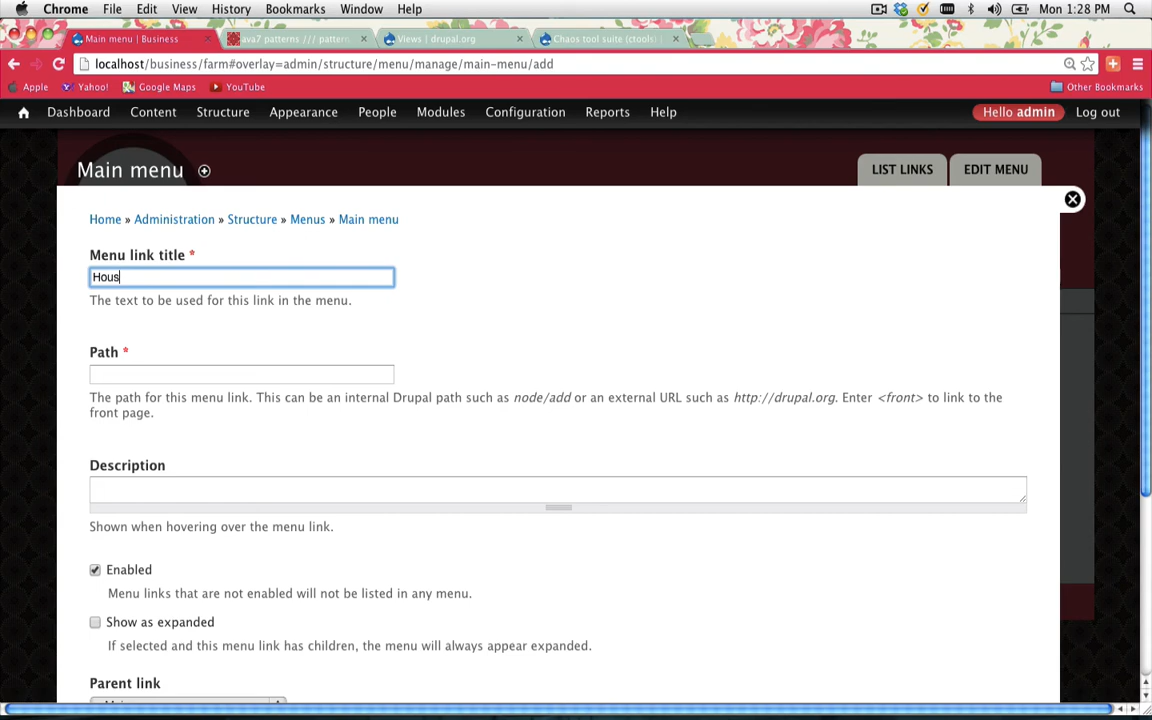 Chrome File Edit View History Bookmarks Window Help Mon 1:28 PM
Main menu | Business ava7 patterns /// pattern Views | drupal.org Chaos tool suite (ctools)
localhost/business/farm#overlay=admin/structure/menu/manage/main-menu/add
Apple Yahoo! Google Maps YouTube Other Bookmarks
Dashboard Content Structure Appearance People Modules Configuration Reports Help Hello admin Log out
Main menu LIST LINKS EDIT MENU
Home » Administration » Structure » Menus » Main menu
Menu link title *
Hous
The text to be used for this link in the menu.
Path *
The path for this menu link. This can be an internal Drupal path such as node/add or an external URL such as http://drupal.org. Enter <front> to link to the
front page.
Description
Shown when hovering over the menu link.
Enabled
Menu links that are not enabled will not be listed in any menu.
Show as expanded
If selected and this menu link has children, the menu will always appear expanded.
Parent link